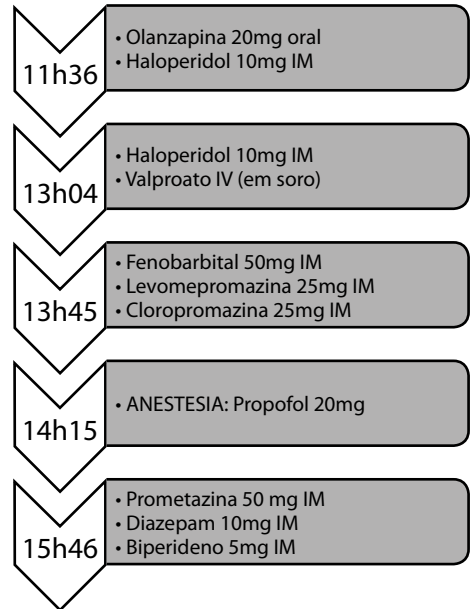 11h36
• Olanzapina 20mg oral
• Haloperidol 10mg IM
13h04
• Haloperidol 10mg IM
• Valproato IV (em soro)
13h45
• Fenobarbital 50mg IM
• Levomepromazina 25mg IM
• Cloropromazina 25mg IM
14h15
• ANESTESIA: Propofol 20mg
15h46
• Prometazina 50 mg IM
• Diazepam 10mg IM
• Biperideno 5mg IM